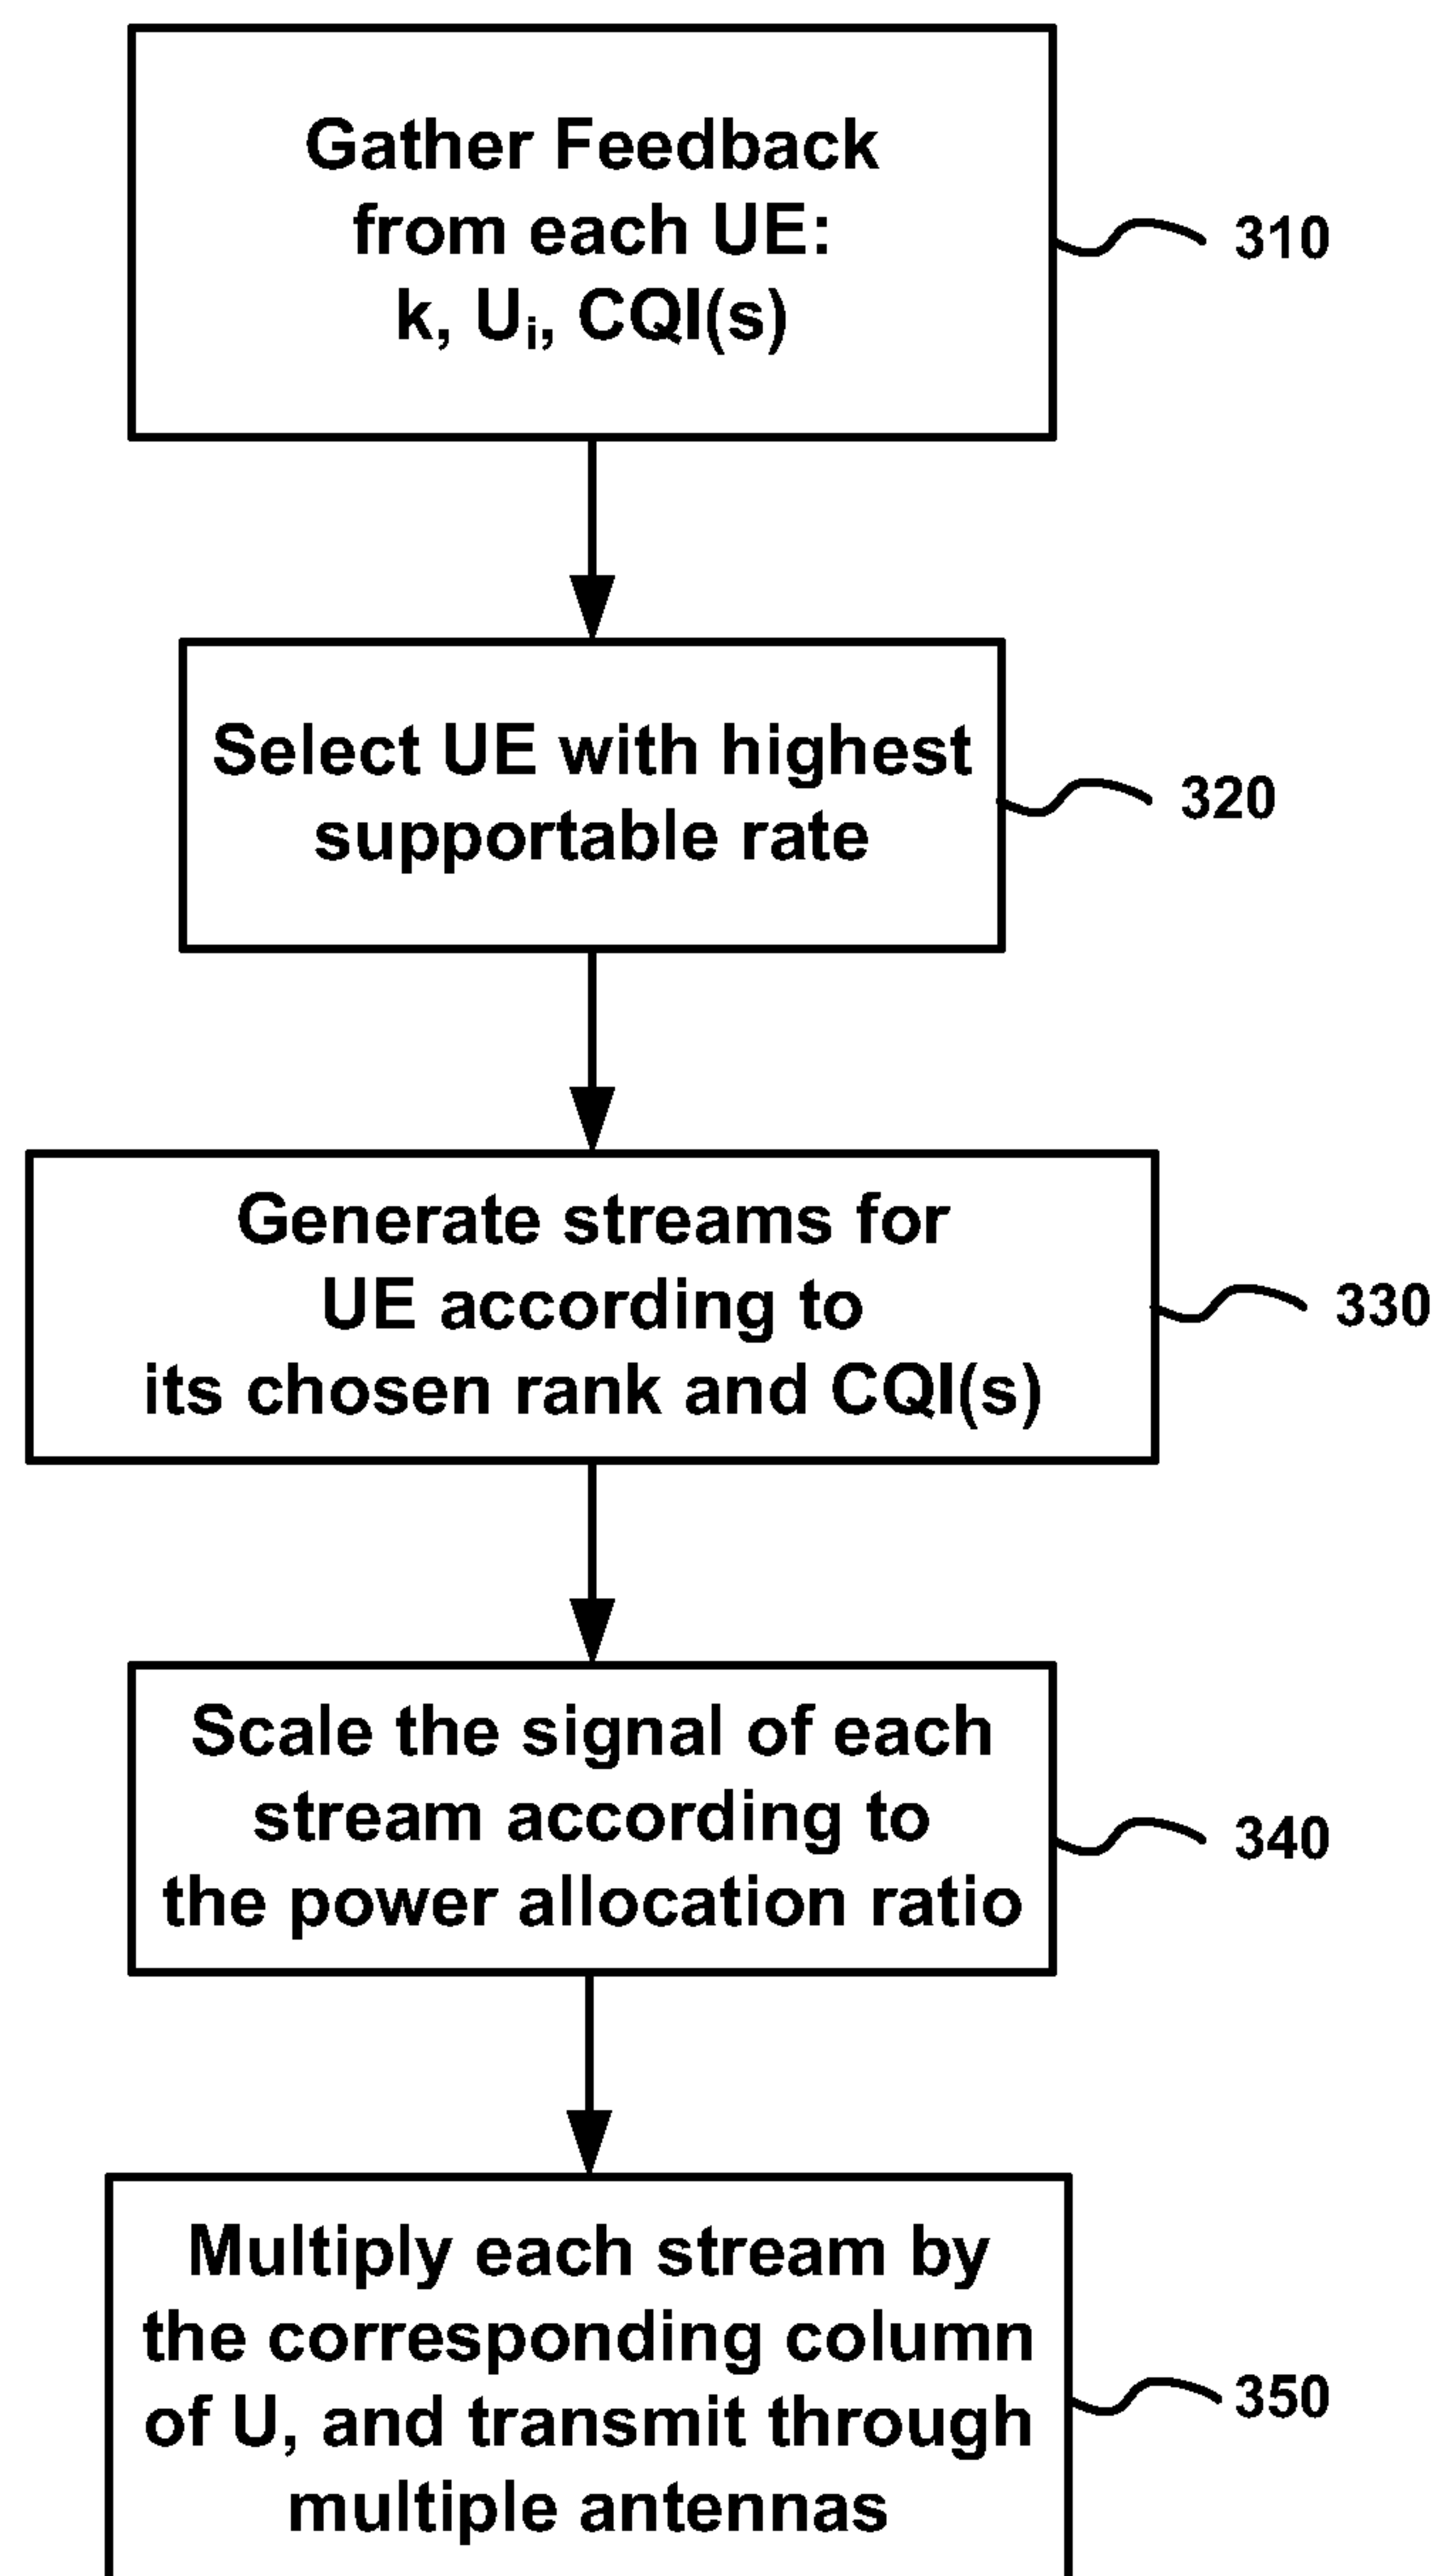 Gather Feedback
from each UE:
k, Uᵢ, CQI(s)
310
Select UE with highest
supportable rate
320
Generate streams for
UE according to
its chosen rank and CQI(s)
330
Scale the signal of each
stream according to
the power allocation ratio
340
Multiply each stream by
the corresponding column
of U, and transmit through
multiple antennas
350